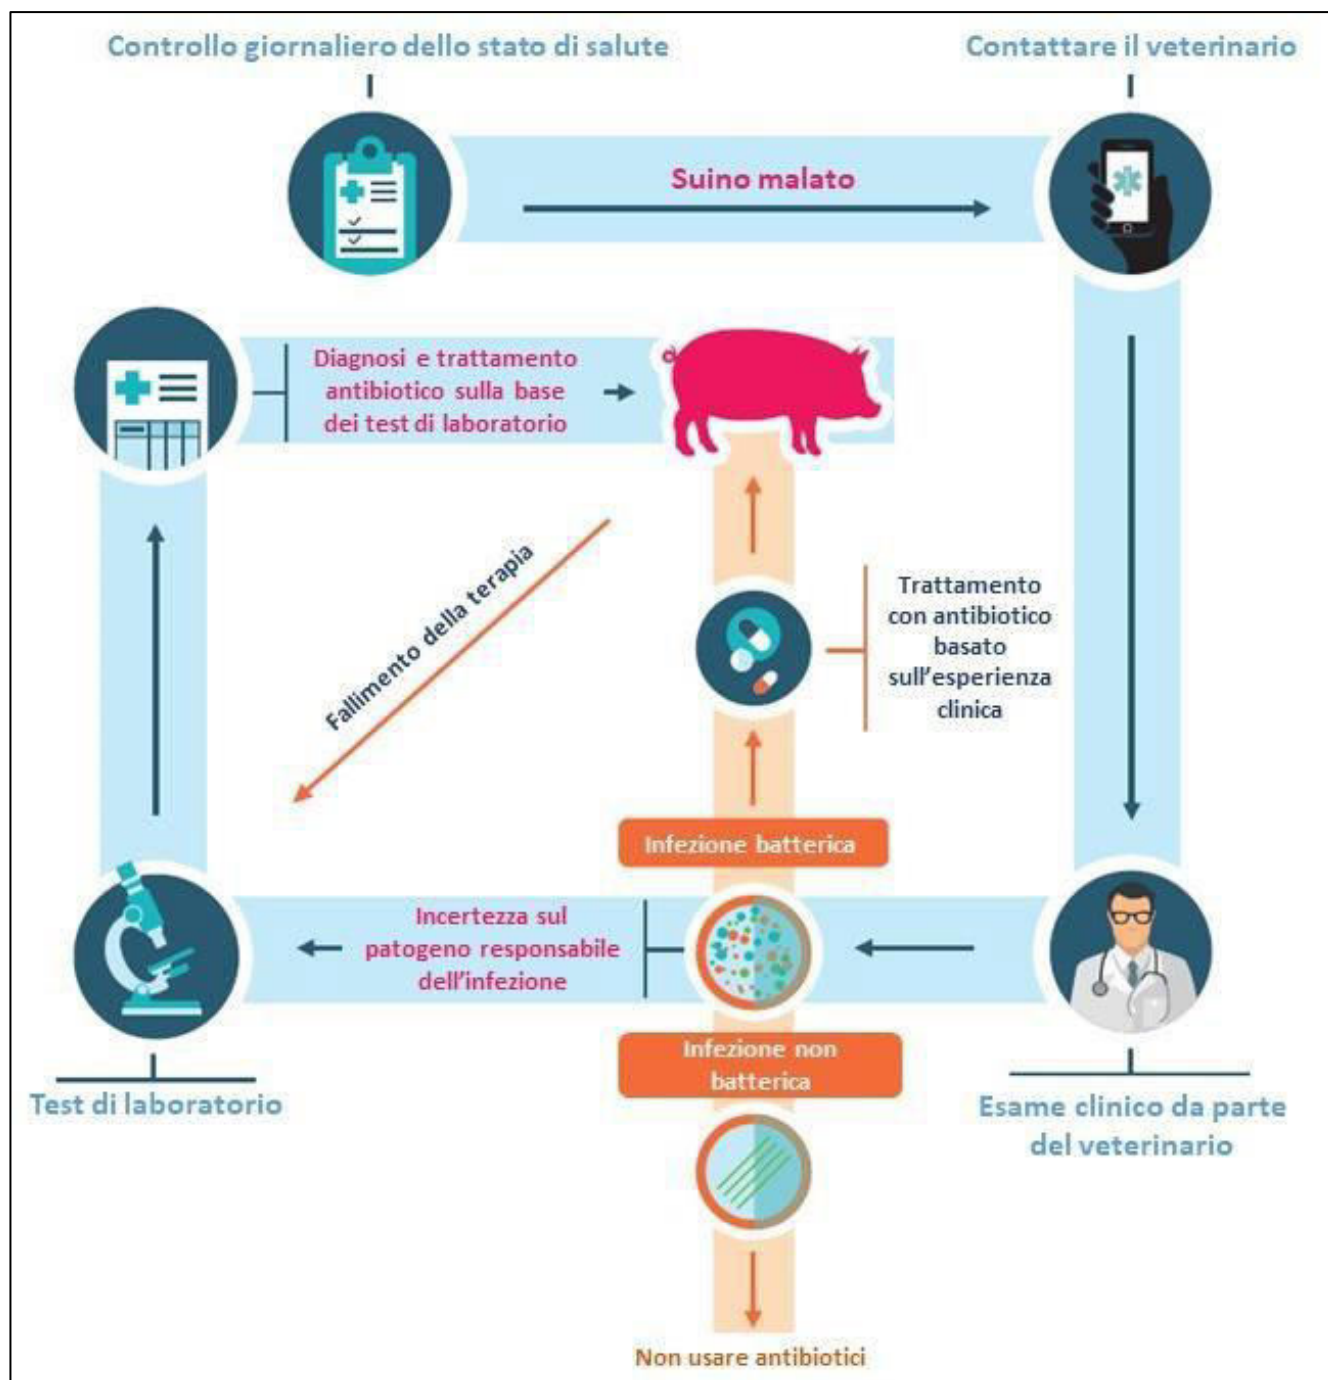 Controllo giornaliero dello stato di salute
Contattare il veterinario
Suino malato
Diagnosi e trattamento
antibiotico sulla base
dei test di laboratorio
Fallimento della terapia
Trattamento
con antibiotico
basato
sull'esperienza
clinica
Infezione batterica
Incertezza sul
patogeno responsabile
dell'infezione
Infezione non
batterica
Test di laboratorio
Esame clinico da parte
del veterinario
Non usare antibiotici